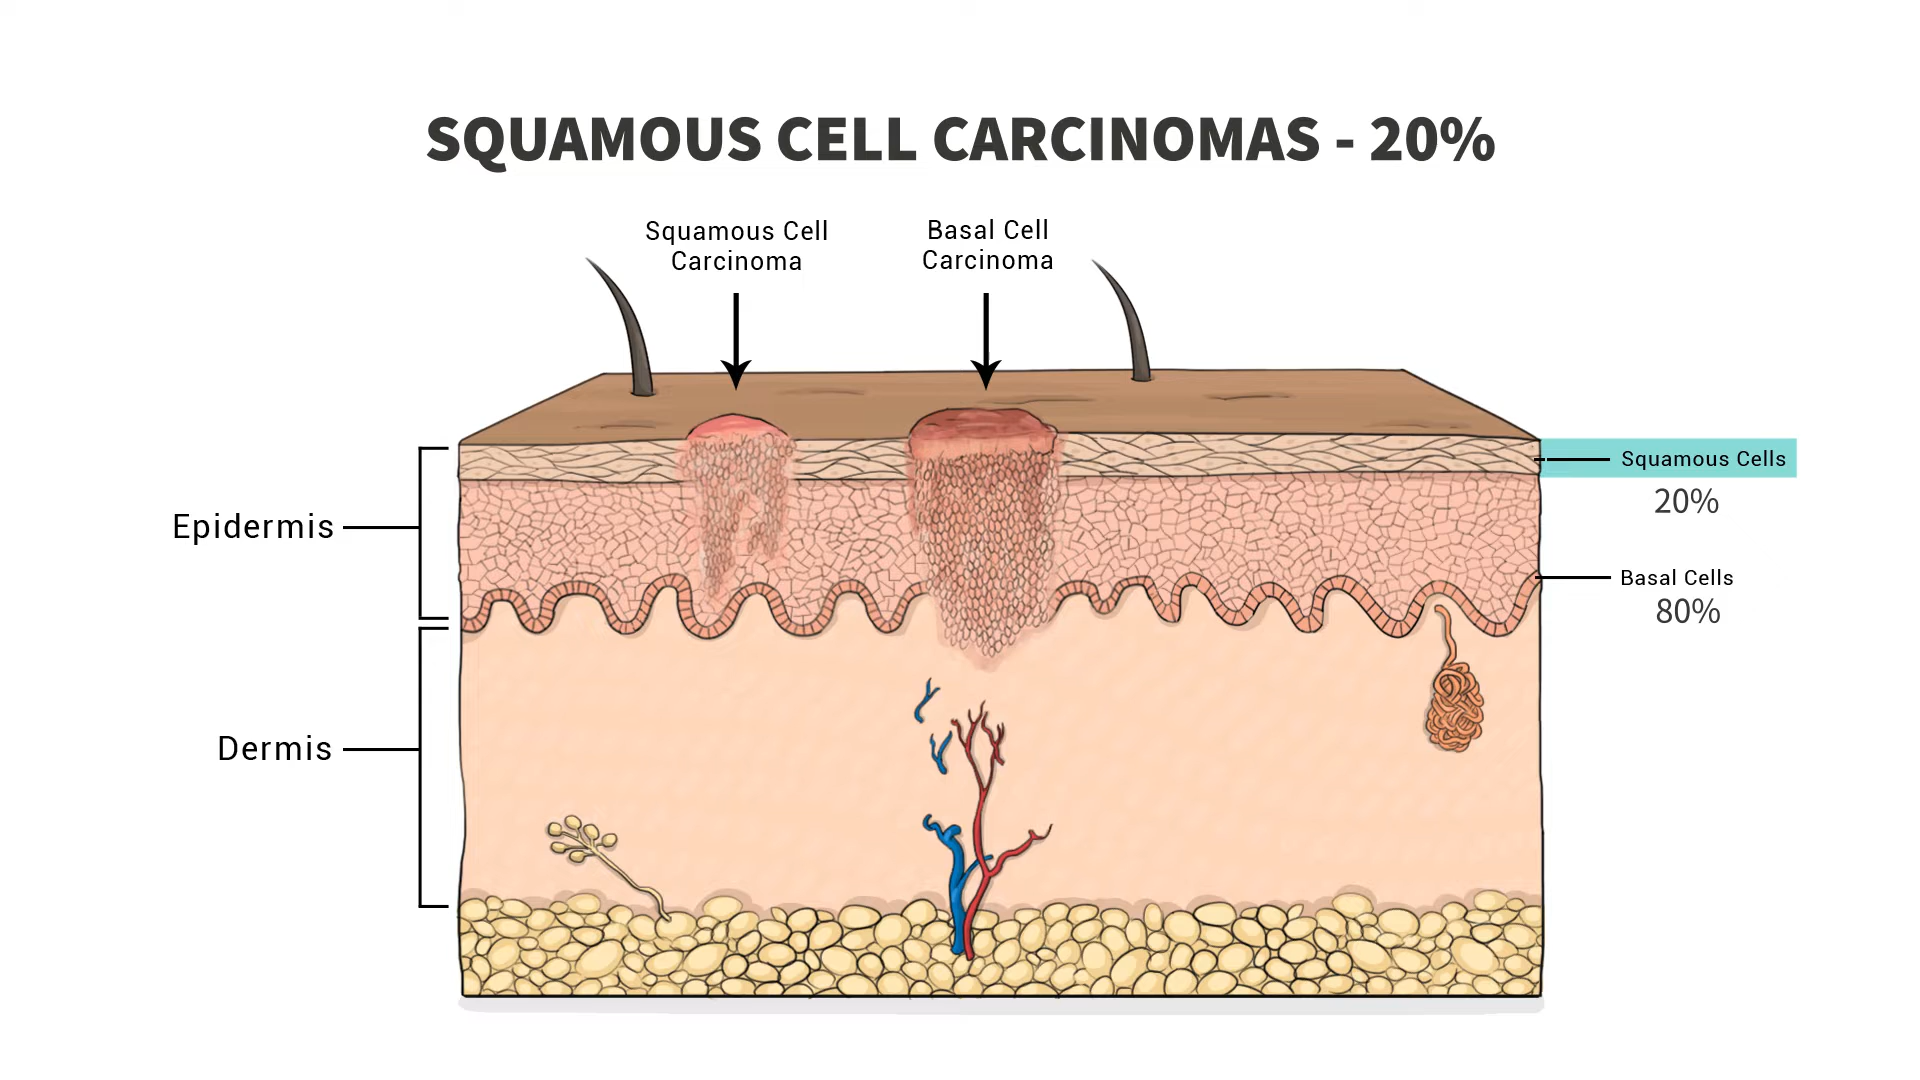 SQUAMOUS CELL CARCINOMAS - 20%
Squamous Cell
Carcinoma
Basal Cell
Carcinoma
Squamous Cells
20%
Epidermis
Basal Cells
80%
Dermis